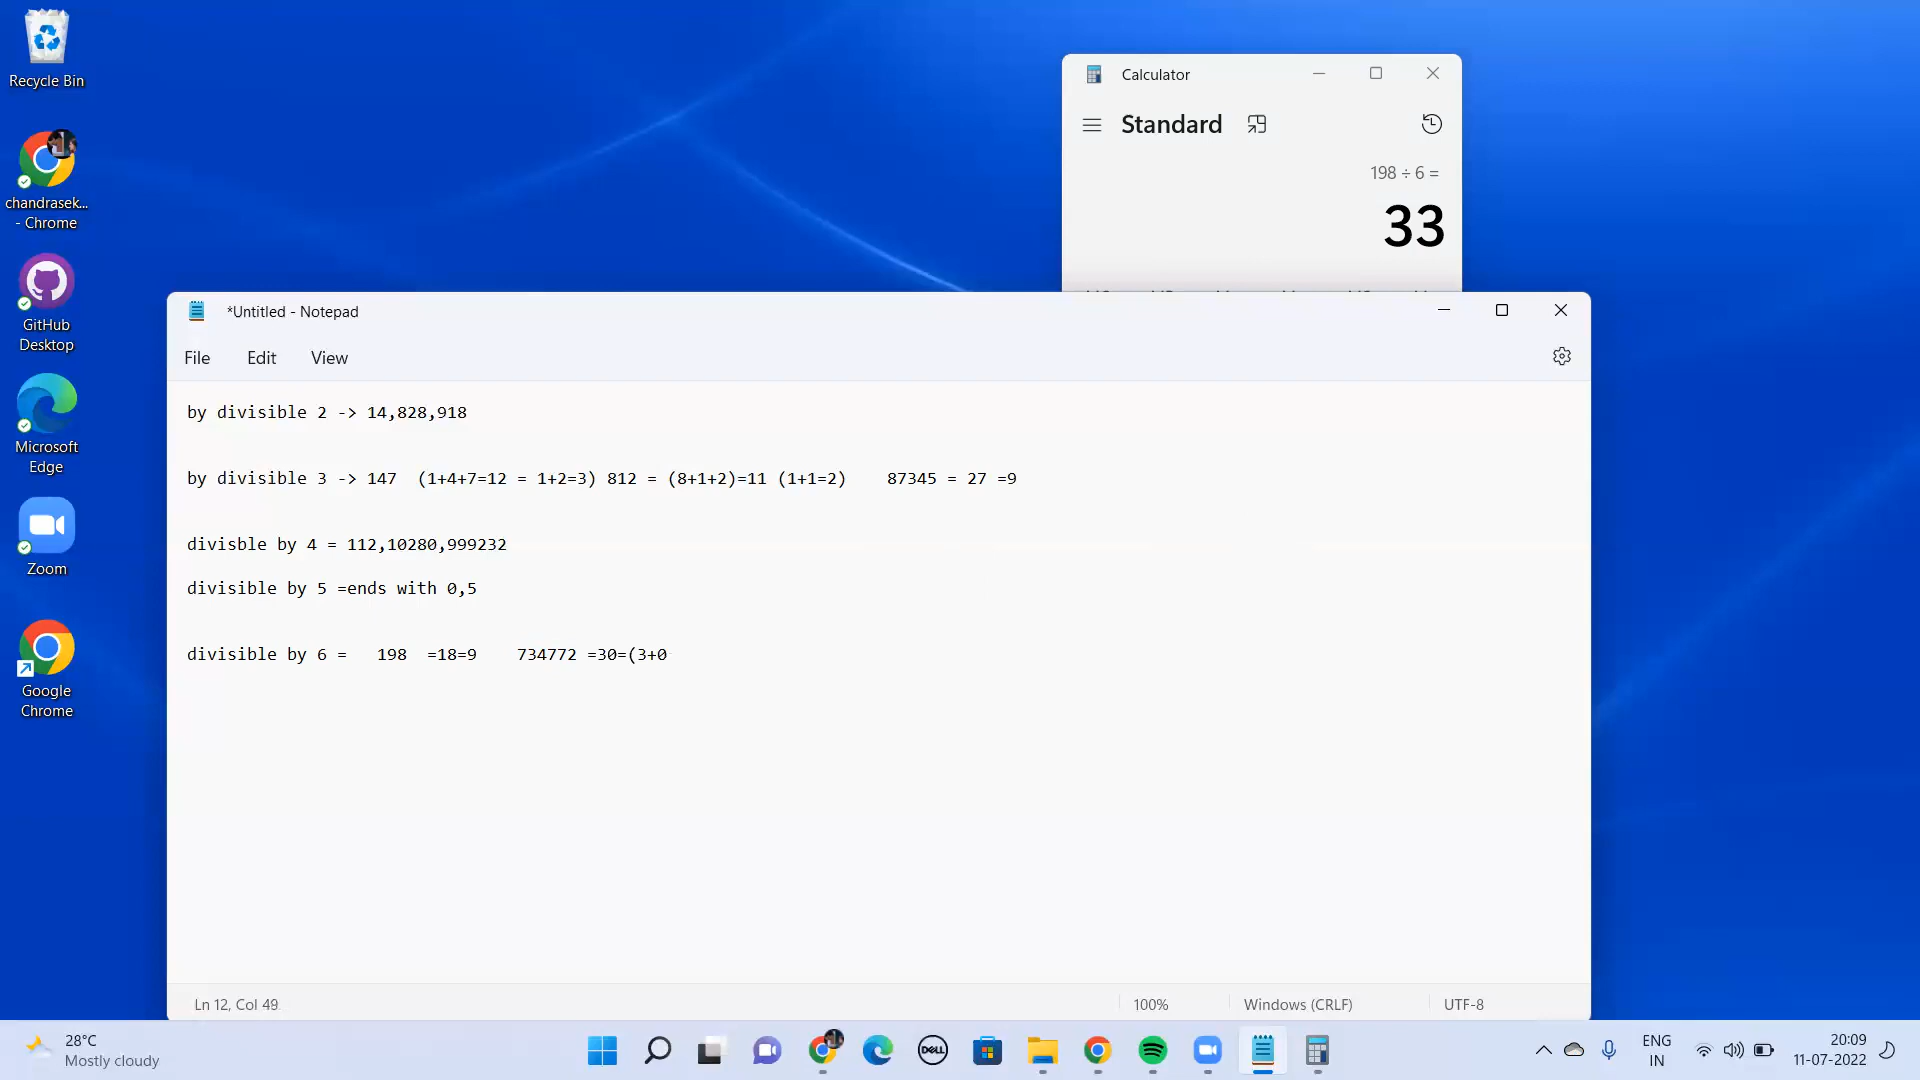 Recycle Bin
chandrasek...
- Chrome
GitHub
Desktop
Microsoft
Edge
Zoom
Google
Chrome
Calculator
Standard
198 ÷ 6 =
33
*Untitled - Notepad
File Edit View
by divisible 2 -> 14,828,918
by divisible 3 -> 147  (1+4+7=12 = 1+2=3) 812 = (8+1+2)=11 (1+1=2)    87345 = 27 =9
divisble by 4 = 112,10280,999232
divisible by 5 =ends with 0,5
divisible by 6 =   198  =18=9    734772 =30=(3+0
Ln 12, Col 49
100%
Windows (CRLF)
UTF-8
28°C
Mostly cloudy
DELL
ENG
IN
20:09
11-07-2022